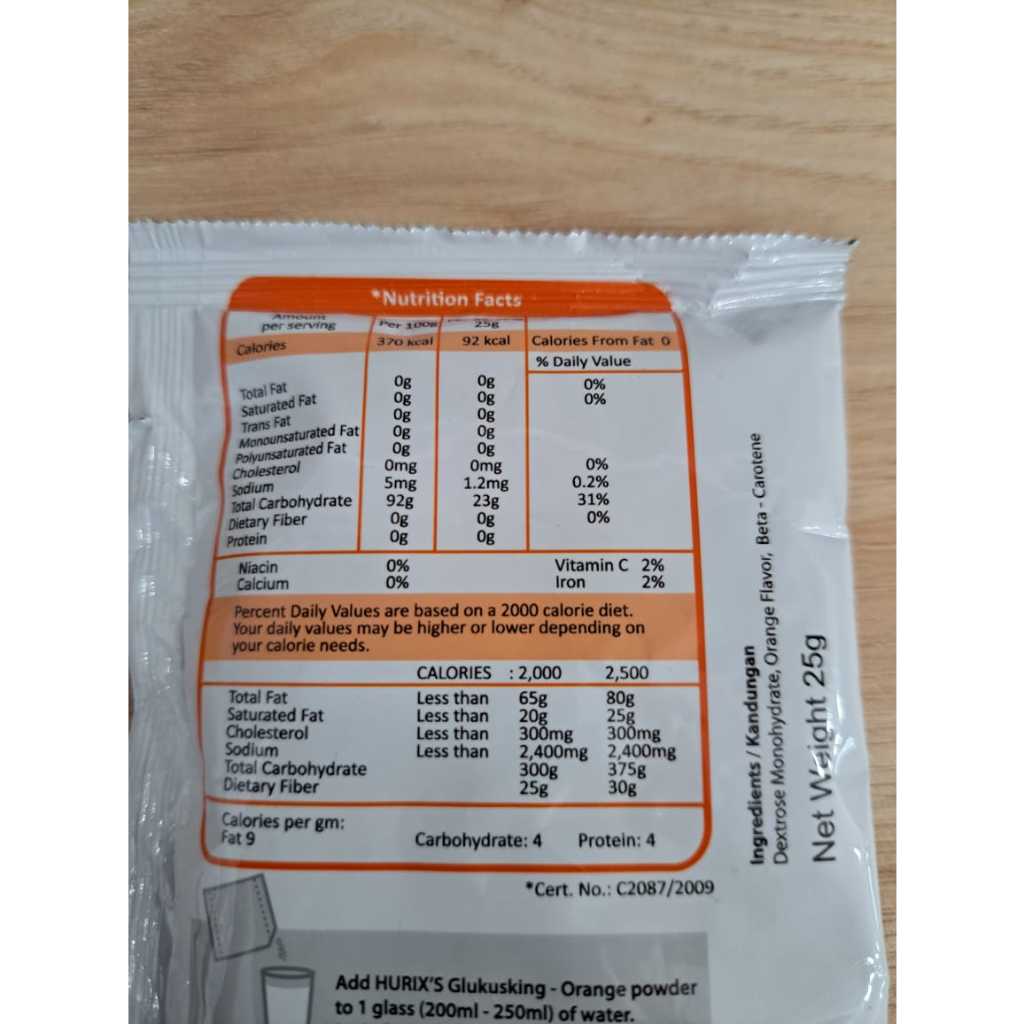 *Nutrition Facts
Amount per serving Per 100g 25g
Calories 370 kcal 92 kcal Calories From Fat 0
% Daily Value
Total Fat 0g 0g 0%
Saturated Fat 0g 0g 0%
Trans Fat 0g 0g
Monounsaturated Fat 0g 0g
Polyunsaturated Fat 0g 0g
Cholesterol 0mg 0mg 0%
Sodium 5mg 1.2mg 0.2%
Total Carbohydrate 92g 23g 31%
Dietary Fiber 0g 0g 0%
Protein 0g 0g
Niacin 0% Vitamin C 2%
Calcium 0% Iron 2%
Percent Daily Values are based on a 2000 calorie diet.
Your daily values may be higher or lower depending on
your calorie needs.
CALORIES : 2,000 2,500
Total Fat Less than 65g 80g
Saturated Fat Less than 20g 25g
Cholesterol Less than 300mg 300mg
Sodium Less than 2,400mg 2,400mg
Total Carbohydrate 300g 375g
Dietary Fiber 25g 30g
Calories per gm:
Fat 9 Carbohydrate: 4 Protein: 4
*Cert. No.: C2087/2009
Add HURIX'S Glukusking - Orange powder
to 1 glass (200ml - 250ml) of water.
Ingredients / Kandungan
Dextrose Monohydrate, Orange Flavor, Beta - Carotene
Net Weight 25g